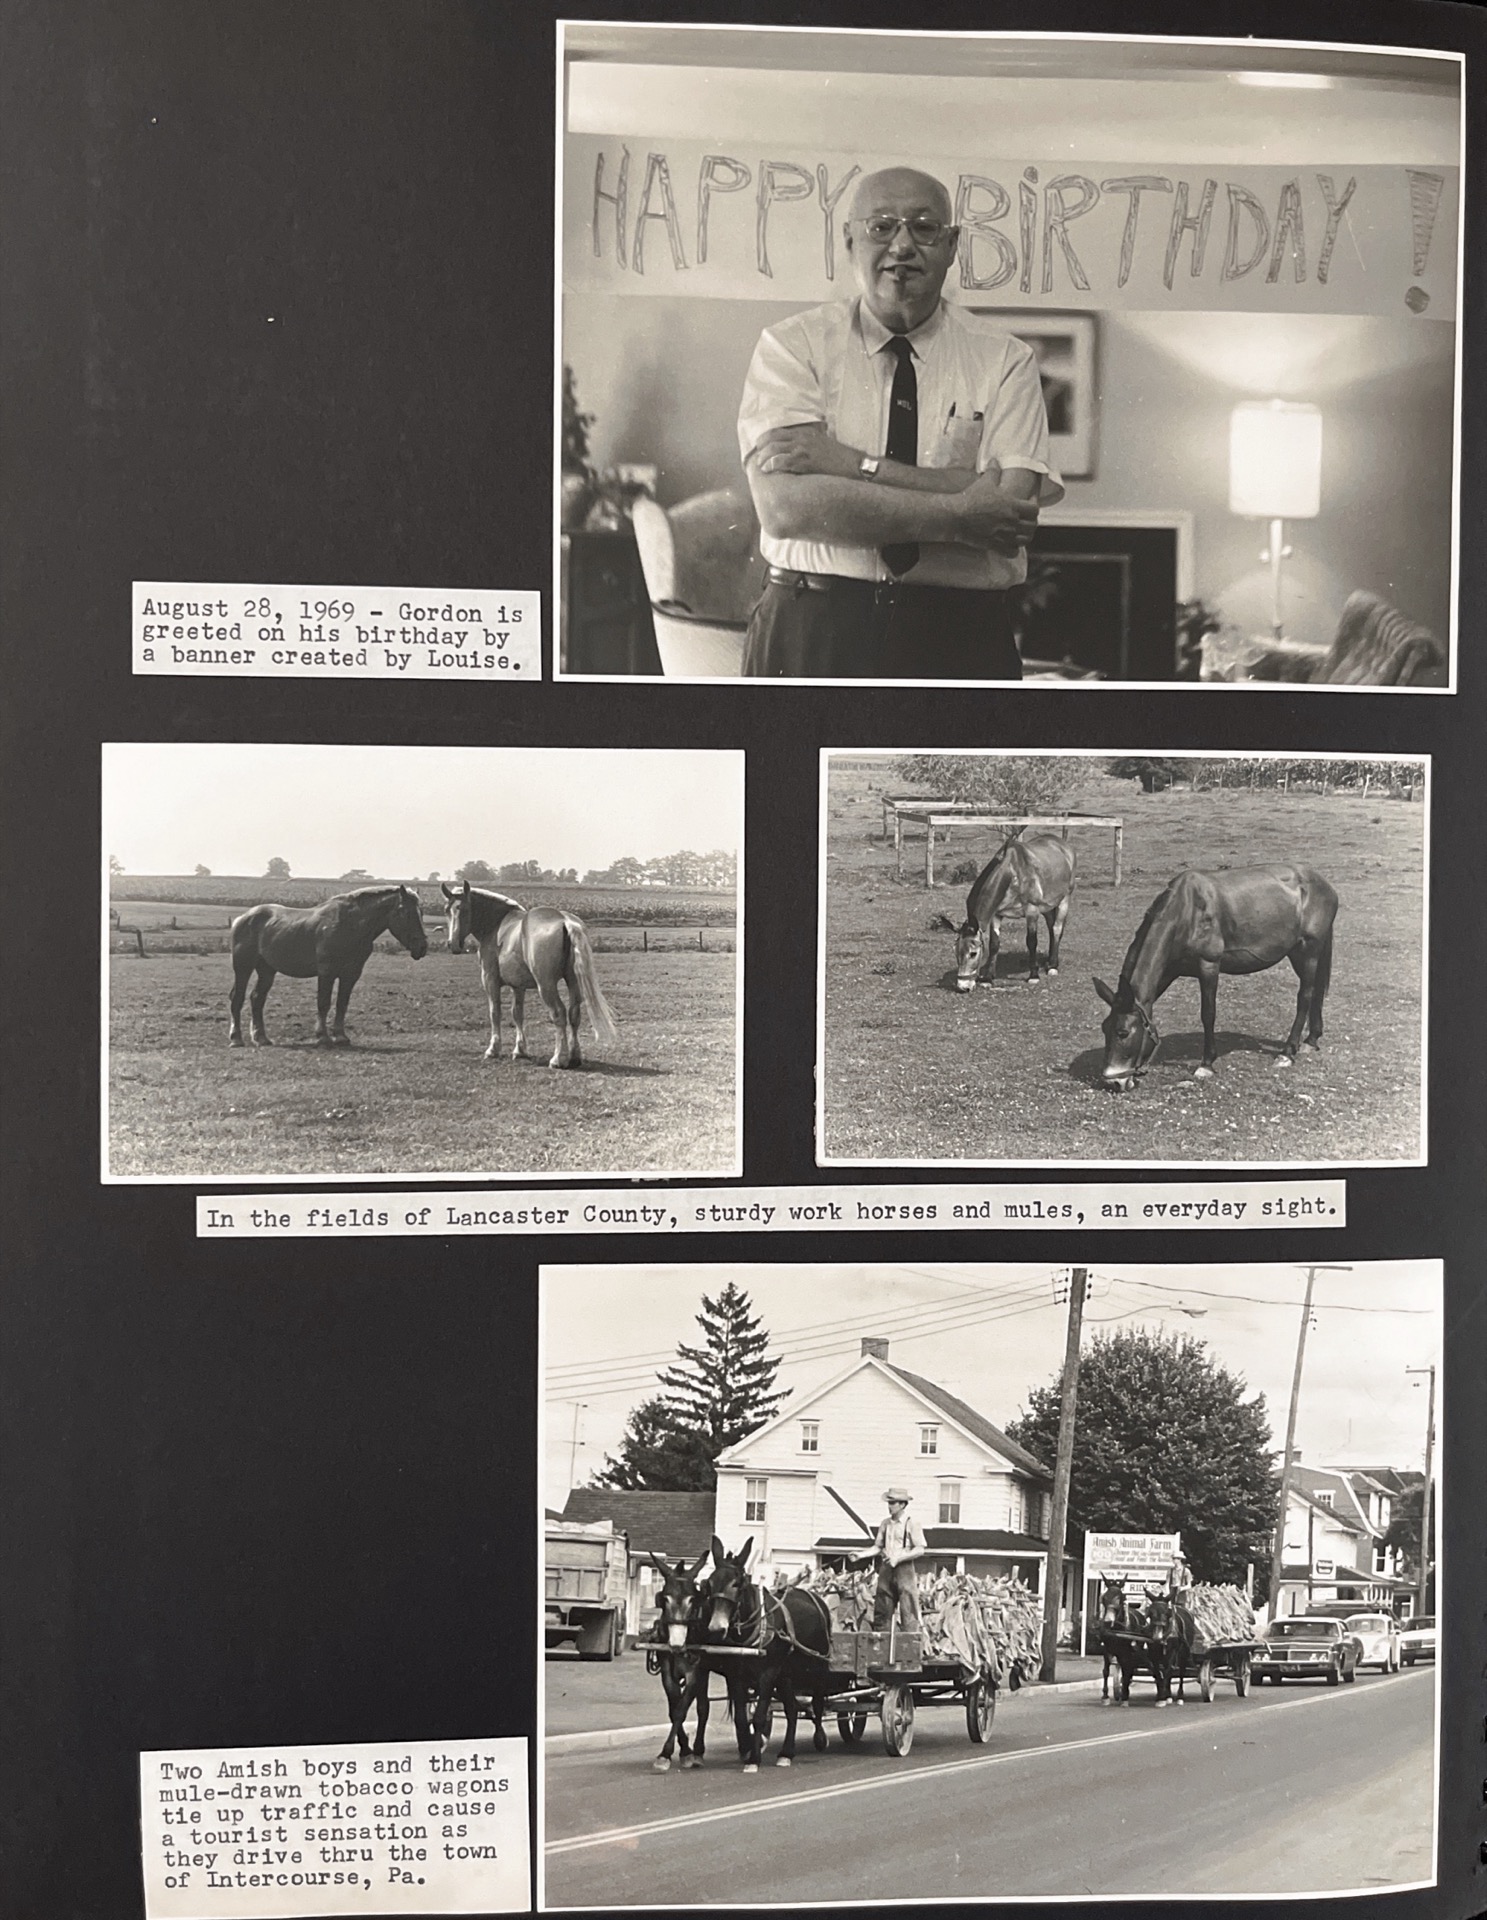 HAPPY BIRTHDAY!
August 28, 1969 - Gordon is
greeted on his birthday by
a banner created by Louise.
In the fields of Lancaster County, sturdy work horses and mules, an everyday sight.
Amish Animal Farm
RIDES
Two Amish boys and their
mule-drawn tobacco wagons
tie up traffic and cause
a tourist sensation as
they drive thru the town
of Intercourse, Pa.